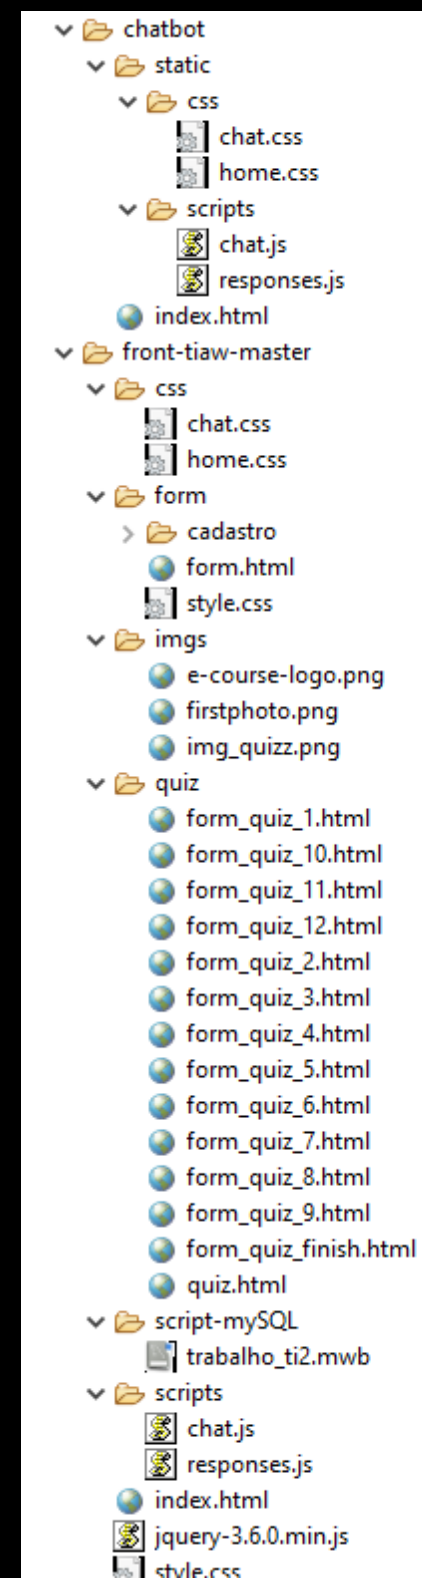 chatbot
static
css
chat.css
home.css
scripts
chat.js
responses.js
index.html
front-tiaw-master
css
chat.css
home.css
form
cadastro
form.html
style.css
imgs
e-course-logo.png
firstphoto.png
img_quizz.png
quiz
form_quiz_1.html
form_quiz_10.html
form_quiz_11.html
form_quiz_12.html
form_quiz_2.html
form_quiz_3.html
form_quiz_4.html
form_quiz_5.html
form_quiz_6.html
form_quiz_7.html
form_quiz_8.html
form_quiz_9.html
form_quiz_finish.html
quiz.html
script-mySQL
trabalho_ti2.mwb
scripts
chat.js
responses.js
index.html
jquery-3.6.0.min.js
style.css